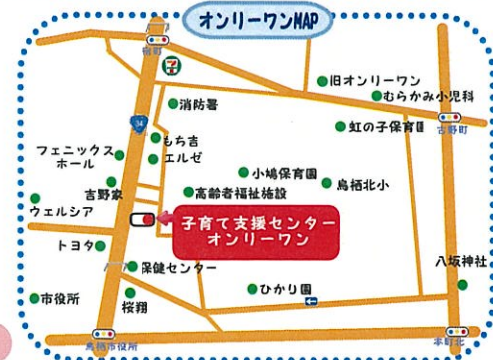 オンリーワンMAP
宿町
7
旧オンリーワン
むらかみ小児科
消防署
古野町
34
虹の子保育園
もち吉
フェニックス
ホール
エルゼ
小鳩保育園
鳥栖北小
吉野家
高齢者福祉施設
ウェルシア
子育て支援センター
オンリーワン
トヨタ
保健センター
八坂神社
ひかり園
市役所
桜翔
鳥栖市役所
本町北